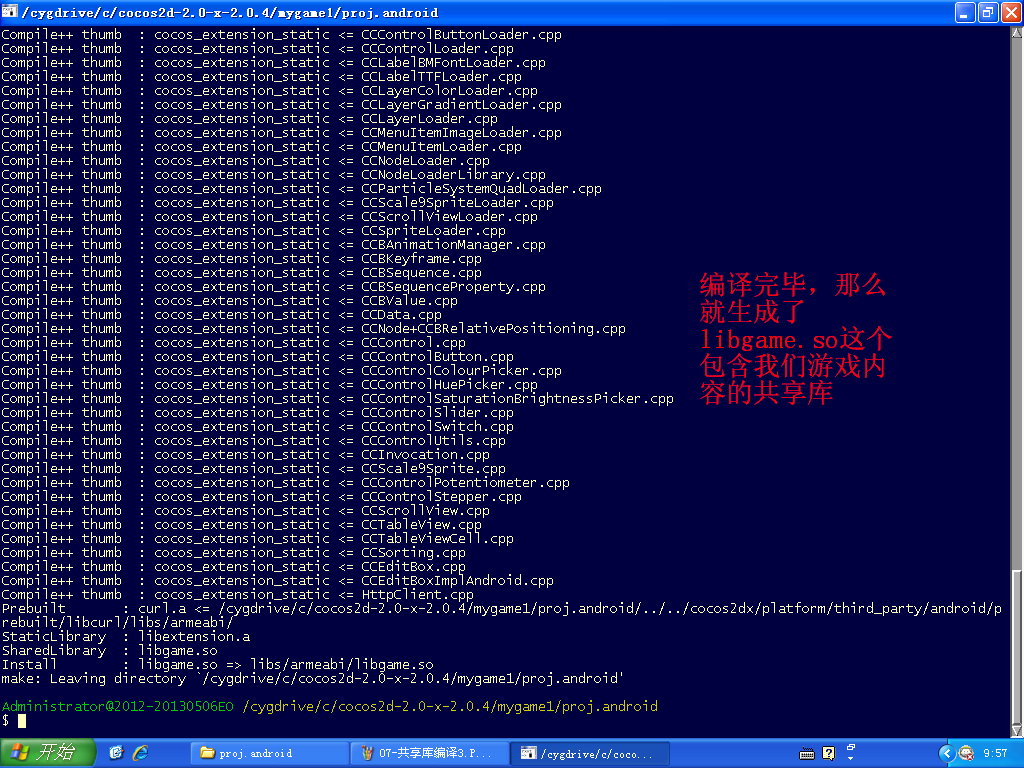 /cygdrive/c/cocos2d-2.0-x-2.0.4/mygame1/proj.android
Compile++ thumb  : cocos_extension_static <= CCControlButtonLoader.cpp
Compile++ thumb  : cocos_extension_static <= CCControlLoader.cpp
Compile++ thumb  : cocos_extension_static <= CCLabelBMFontLoader.cpp
Compile++ thumb  : cocos_extension_static <= CCLabelTTFLoader.cpp
Compile++ thumb  : cocos_extension_static <= CCLayerColorLoader.cpp
Compile++ thumb  : cocos_extension_static <= CCLayerGradientLoader.cpp
Compile++ thumb  : cocos_extension_static <= CCLayerLoader.cpp
Compile++ thumb  : cocos_extension_static <= CCMenuItemImageLoader.cpp
Compile++ thumb  : cocos_extension_static <= CCMenuItemLoader.cpp
Compile++ thumb  : cocos_extension_static <= CCNodeLoader.cpp
Compile++ thumb  : cocos_extension_static <= CCNodeLoaderLibrary.cpp
Compile++ thumb  : cocos_extension_static <= CCParticleSystemQuadLoader.cpp
Compile++ thumb  : cocos_extension_static <= CCScale9SpriteLoader.cpp
Compile++ thumb  : cocos_extension_static <= CCScrollViewLoader.cpp
Compile++ thumb  : cocos_extension_static <= CCSpriteLoader.cpp
Compile++ thumb  : cocos_extension_static <= CCBAnimationManager.cpp
Compile++ thumb  : cocos_extension_static <= CCBKeyframe.cpp
Compile++ thumb  : cocos_extension_static <= CCBSequence.cpp
Compile++ thumb  : cocos_extension_static <= CCBSequenceProperty.cpp
Compile++ thumb  : cocos_extension_static <= CCBValue.cpp
Compile++ thumb  : cocos_extension_static <= CCData.cpp
Compile++ thumb  : cocos_extension_static <= CCNode+CCBRelativePositioning.cpp
Compile++ thumb  : cocos_extension_static <= CCControl.cpp
Compile++ thumb  : cocos_extension_static <= CCControlButton.cpp
Compile++ thumb  : cocos_extension_static <= CCControlColourPicker.cpp
Compile++ thumb  : cocos_extension_static <= CCControlHuePicker.cpp
Compile++ thumb  : cocos_extension_static <= CCControlSaturationBrightnessPicker.cpp
Compile++ thumb  : cocos_extension_static <= CCControlSlider.cpp
Compile++ thumb  : cocos_extension_static <= CCControlSwitch.cpp
Compile++ thumb  : cocos_extension_static <= CCControlUtils.cpp
Compile++ thumb  : cocos_extension_static <= CCInvocation.cpp
Compile++ thumb  : cocos_extension_static <= CCScale9Sprite.cpp
Compile++ thumb  : cocos_extension_static <= CCControlPotentiometer.cpp
Compile++ thumb  : cocos_extension_static <= CCControlStepper.cpp
Compile++ thumb  : cocos_extension_static <= CCScrollView.cpp
Compile++ thumb  : cocos_extension_static <= CCTableView.cpp
Compile++ thumb  : cocos_extension_static <= CCTableViewCell.cpp
Compile++ thumb  : cocos_extension_static <= CCSorting.cpp
Compile++ thumb  : cocos_extension_static <= CCEditBox.cpp
Compile++ thumb  : cocos_extension_static <= CCEditBoxImplAndroid.cpp
Compile++ thumb  : cocos_extension_static <= HttpClient.cpp
Prebuilt       : curl.a <= /cygdrive/c/cocos2d-2.0-x-2.0.4/mygame1/proj.android/../../cocos2dx/platform/third_party/android/p
rebuilt/libcurl/libs/armeabi/
StaticLibrary  : libextension.a
SharedLibrary  : libgame.so
Install        : libgame.so => libs/armeabi/libgame.so
make: Leaving directory `/cygdrive/c/cocos2d-2.0-x-2.0.4/mygame1/proj.android'
Administrator@2012-20130506EO /cygdrive/c/cocos2d-2.0-x-2.0.4/mygame1/proj.android
$
编译完毕，那么
就生成了
libgame.so这个
包含我们游戏内
容的共享库
开始
proj.android
07-共享库编译3.P...
/cygdrive/c/coco...
9:57